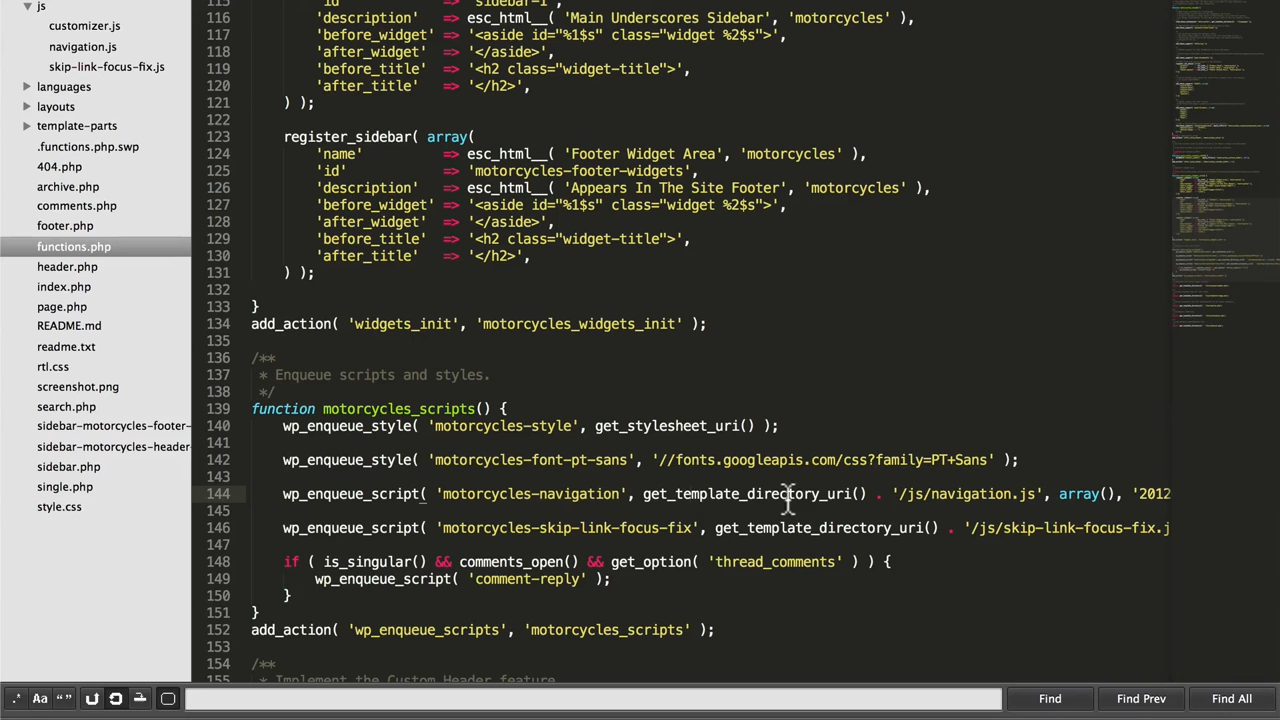 js
customizer.js
navigation.js
skip-link-focus-fix.js
languages
layouts
template-parts
.functions.php.swp
404.php
archive.php
comments.php
footer.php
functions.php
header.php
index.php
page.php
README.md
readme.txt
rtl.css
screenshot.png
search.php
sidebar-motorcycles-footer-
sidebar-motorcycles-header-
sidebar.php
single.php
style.css
115 'id' => 'sidebar-1',
116 'description' => esc_html__( 'Main Underscores Sideber', 'motorcycles' ),
117 'before_widget' => '<aside id="%1$s" class="widget %2$s">',
118 'after_widget' => '</aside>',
119 'before_title' => '<h2 class="widget-title">',
120 'after_title' => '</h2>',
121 ) );
122
123 register_sidebar( array(
124 'name' => esc_html__( 'Footer Widget Area', 'motorcycles' ),
125 'id' => 'motorcycles-footer-widgets',
126 'description' => esc_html__( 'Appears In The Site Footer', 'motorcycles' ),
127 'before_widget' => '<aside id="%1$s" class="widget %2$s">',
128 'after_widget' => '</aside>',
129 'before_title' => '<h2 class="widget-title">',
130 'after_title' => '</h2>',
131 ) );
132
133 }
134 add_action( 'widgets_init', 'motorcycle_widgets_init' );
135
136 /**
137 * Enqueue scripts and styles.
138 */
139 function motorcycles_scripts() {
140 wp_enqueue_style( 'motorcycles-style', get_stylesheet_uri() );
141
142 wp_enqueue_style( 'motorcycles-font-pt-sans', '//fonts.googleapis.com/css?family=PT+Sans' );
143
144 wp_enqueue_script( 'motorcycles-navigation', get_template_directory_uri() . '/js/navigation.js', array(), '2012
145
146 wp_enqueue_script( 'motorcycles-skip-link-focus-fix', get_template_directory_uri() . '/js/skip-link-focus-fix.j
147
148 if ( is_singular() && comments_open() && get_option( 'thread_comments' ) ) {
149 wp_enqueue_script( 'comment-reply' );
150 }
151 }
152 add_action( 'wp_enqueue_scripts', 'motorcycles_scripts' );
153
154 /**
155 * Implement the Custom Header feature.
.* Aa “ ” Find Find Prev Find All